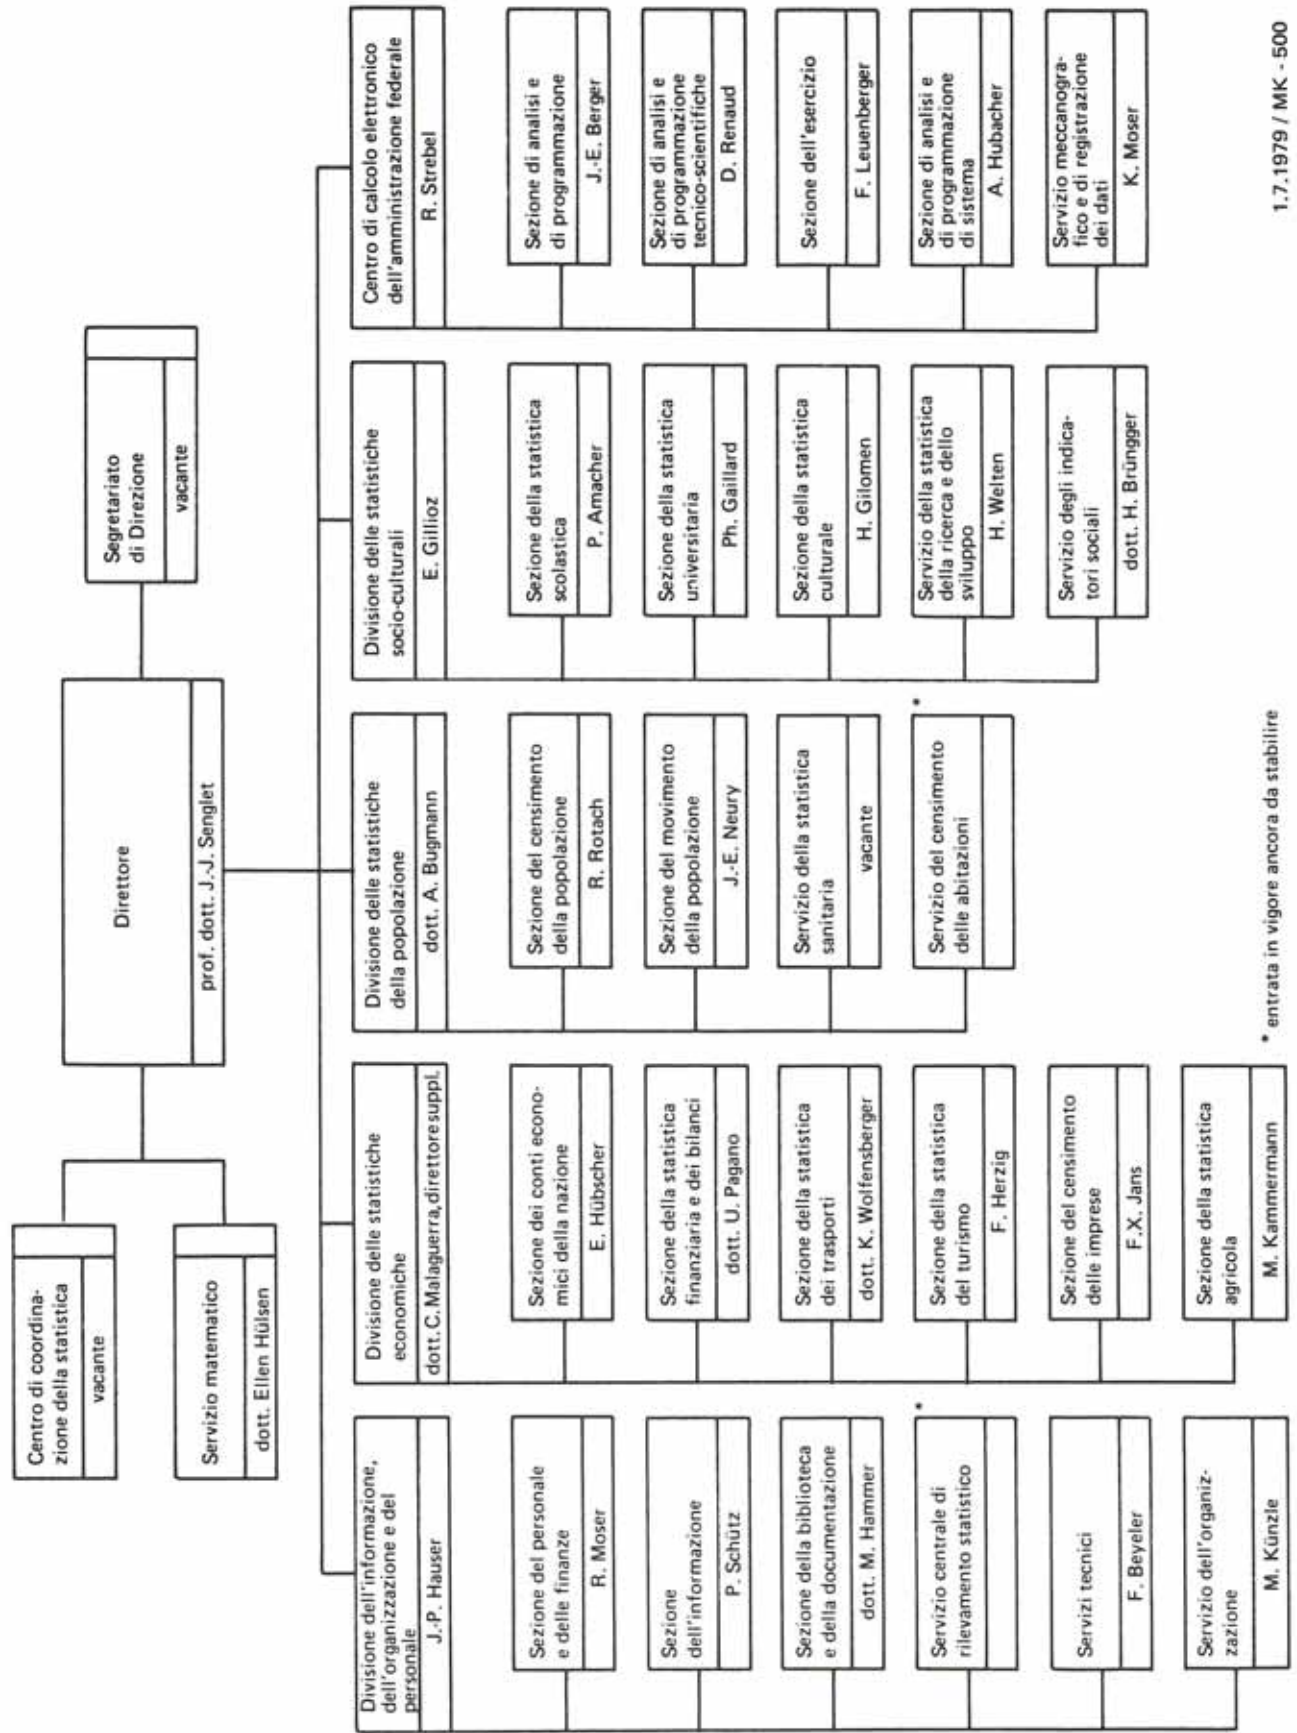 Direttore
prof. dott. J.-J. Senglet
Centro di coordina-
zione della statistica
vacante
Servizio matematico
dott. Ellen Hülsen
Segretariato
di Direzione
vacante
Divisione dell'informazione,
dell'organizzazione e del
personale
J.-P. Hauser
Sezione del personale
e delle finanze
R. Moser
Sezione
dell'informazione
P. Schütz
Sezione della biblioteca
e della documentazione
dott. M. Hammer
*
Servizio centrale di
rilevamento statistico
Servizi tecnici
F. Beyeler
Servizio dell'organiz-
zazione
M. Künzle
Divisione delle statistiche
economiche
dott. C. Malaguerra, direttore suppl.
Sezione dei conti econo-
mici della nazione
E. Hübscher
Sezione della statistica
finanziaria e dei bilanci
dott. U. Pagano
Sezione della statistica
dei trasporti
dott. K. Wolfensberger
Sezione della statistica
del turismo
F. Herzig
Sezione del censimento
delle imprese
F.X. Jans
Sezione della statistica
agricola
M. Kammermann
Divisione delle statistiche
della popolazione
dott. A. Bugmann
Sezione del censimento
della popolazione
R. Rotach
Sezione del movimento
della popolazione
J.-E. Neury
Servizio della statistica
sanitaria
vacante
*
Servizio del censimento
delle abitazioni
Divisione delle statistiche
socio-culturali
E. Gillioz
Sezione della statistica
scolastica
P. Amacher
Sezione della statistica
universitaria
Ph. Gaillard
Sezione della statistica
culturale
H. Gilomen
Servizio della statistica
della ricerca e dello
sviluppo
H. Welten
Servizio degli indica-
tori sociali
dott. H. Brüngger
Centro di calcolo elettronico
dell'amministrazione federale
R. Strebel
Sezione di analisi e
di programmazione
J.-E. Berger
Sezione di analisi e
di programmazione
tecnico-scientifiche
D. Renaud
Sezione dell'esercizio
F. Leuenberger
Sezione di analisi e
di programmazione
di sistema
A. Hubacher
Servizio meccanogra-
fico e di registrazione
dei dati
K. Moser
* entrata in vigore ancora da stabilire
1.7.1979 / MK - 500